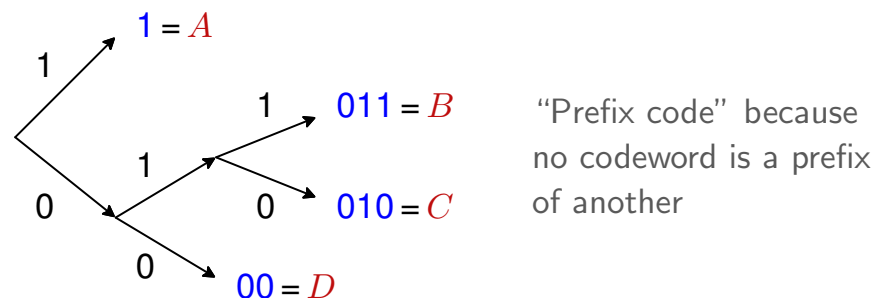 1 = A
1
1
011 = B
“Prefix code” because
1
no codeword is a prefix
0
0
010 = C
of another
0
00 = D